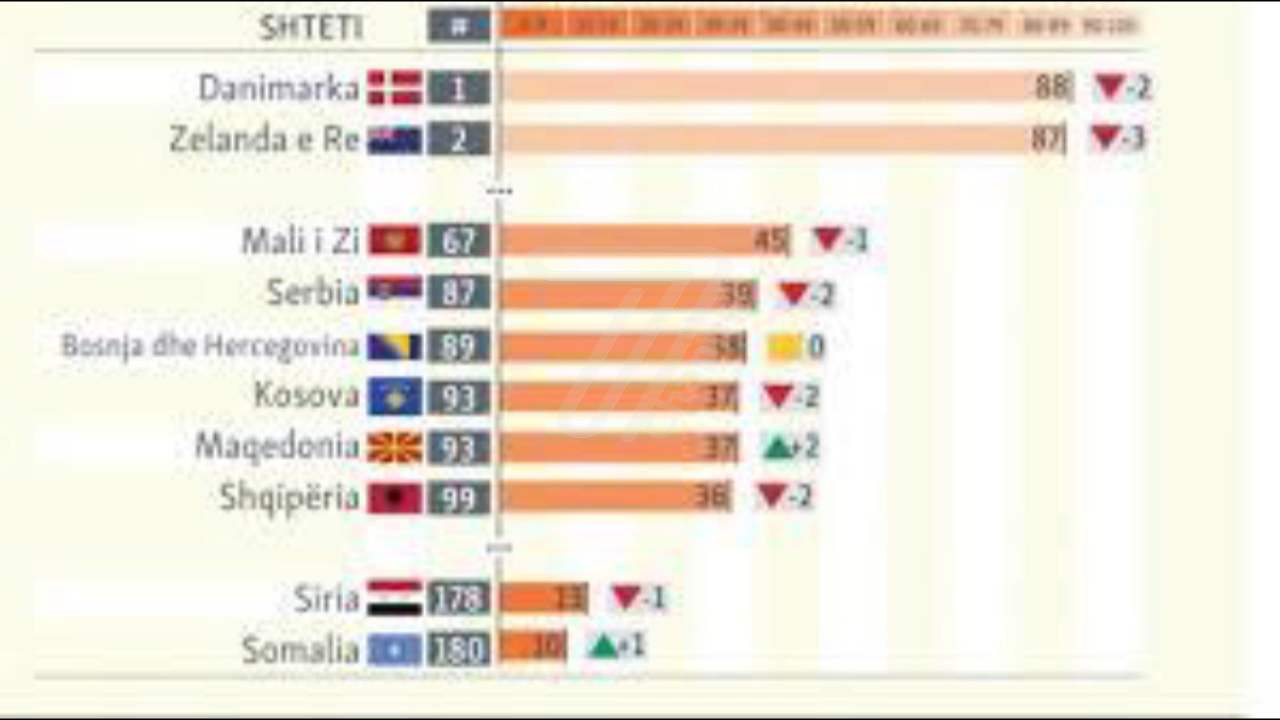 SHTETI #
Danimarka 1 88 -2
Zelanda e Re 2 87 -3
...
Mali i Zi 67 45 -1
Serbia 87 39 -2
Bosnja dhe Hercegovina 89 38 0
Kosova 93 37 -2
Maqedonia 93 37 +2
Shqipëria 99 36 -2
...
Siria 178 13 -1
Somalia 180 10 +1